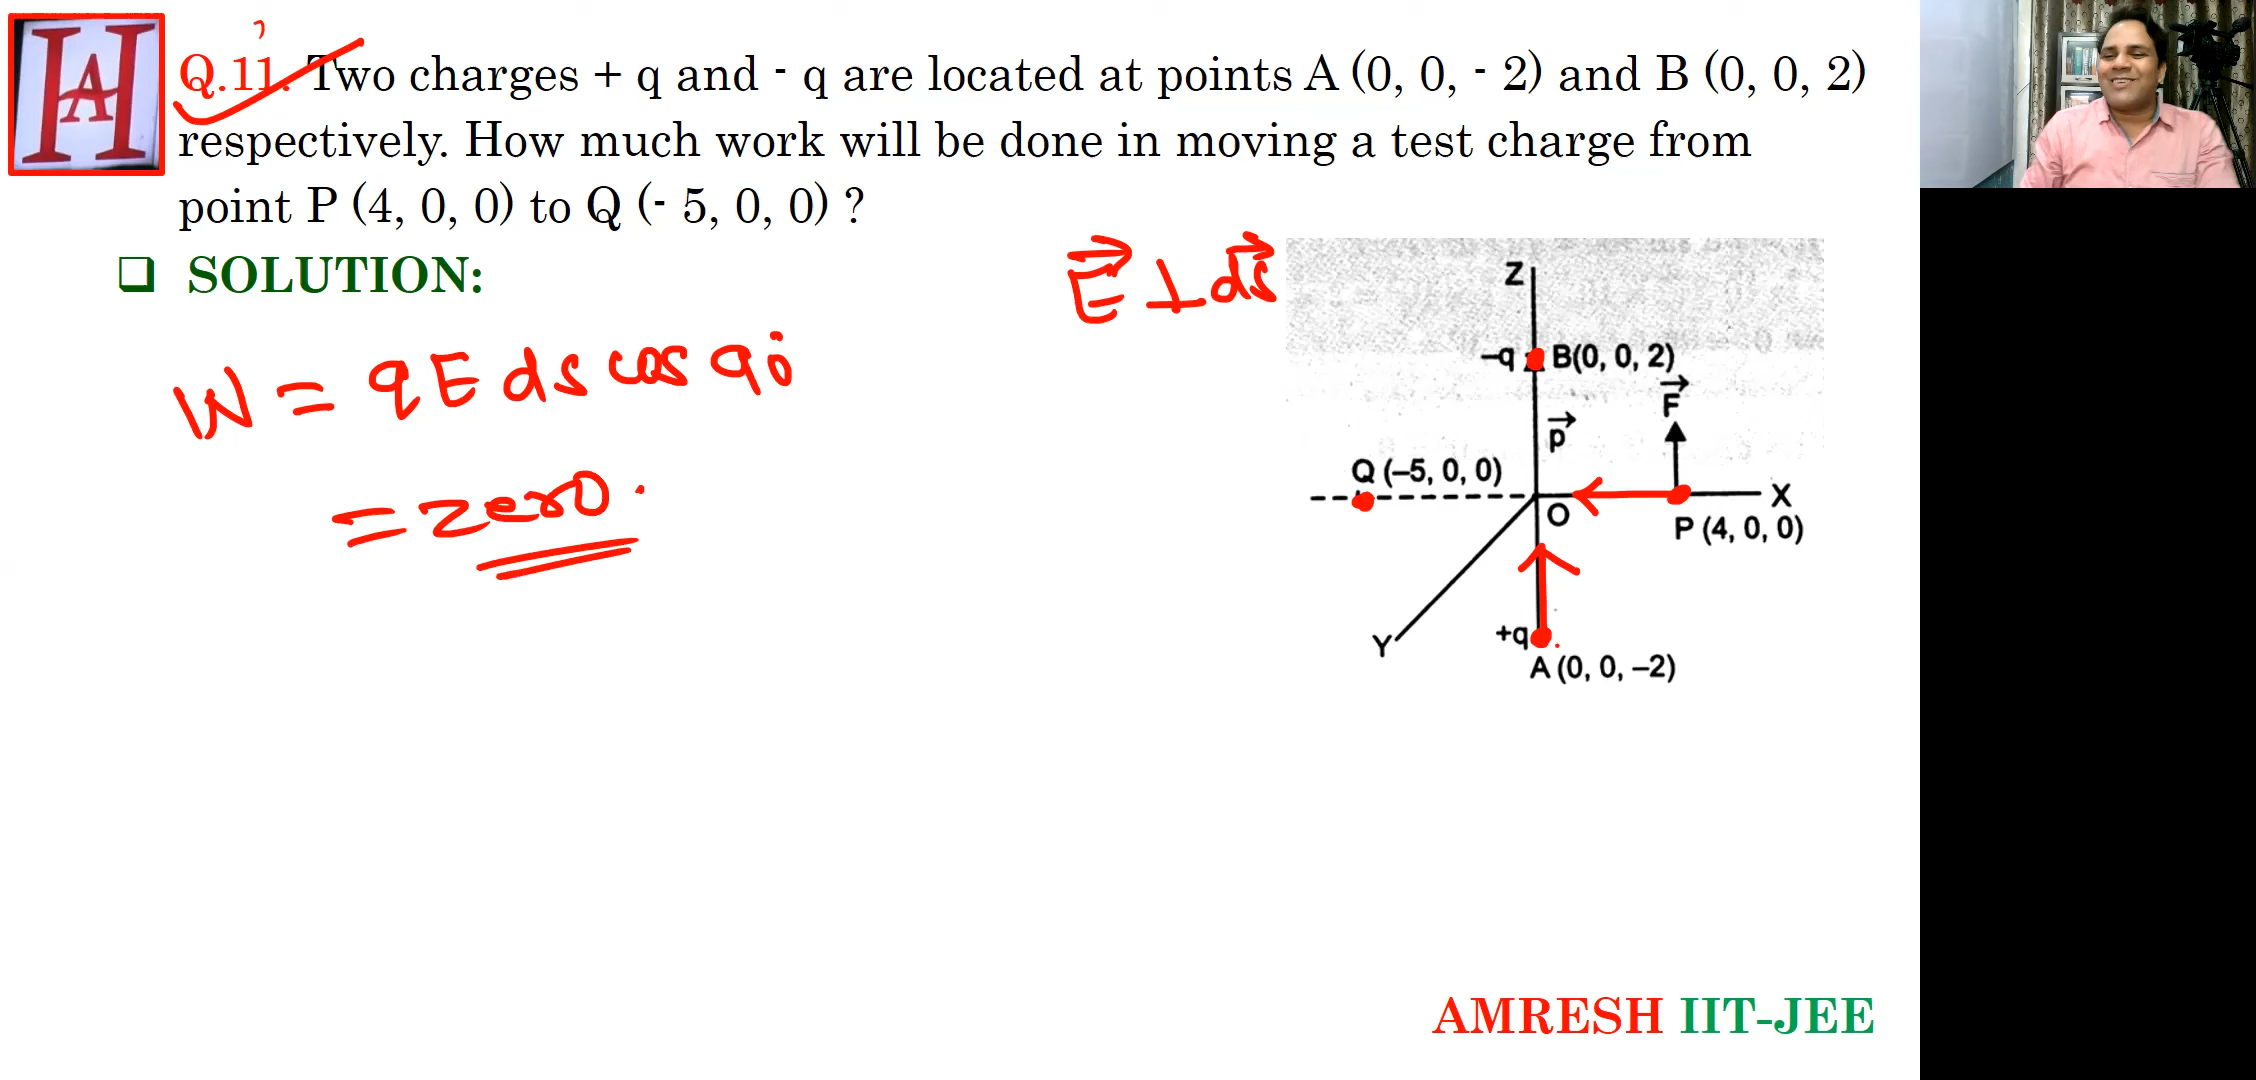 HA
Q.11. Two charges + q and - q are located at points A (0, 0, - 2) and B (0, 0, 2)
respectively. How much work will be done in moving a test charge from
point P (4, 0, 0) to Q (- 5, 0, 0) ?
❑ SOLUTION:
E⃗ ⊥ ds⃗
W = qE ds cos 90°
= zero.
Z
-q B(0, 0, 2)
F⃗
p⃗
Q (–5, 0, 0)
X
O
P (4, 0, 0)
Y
+q
A (0, 0, –2)
AMRESH IIT-JEE